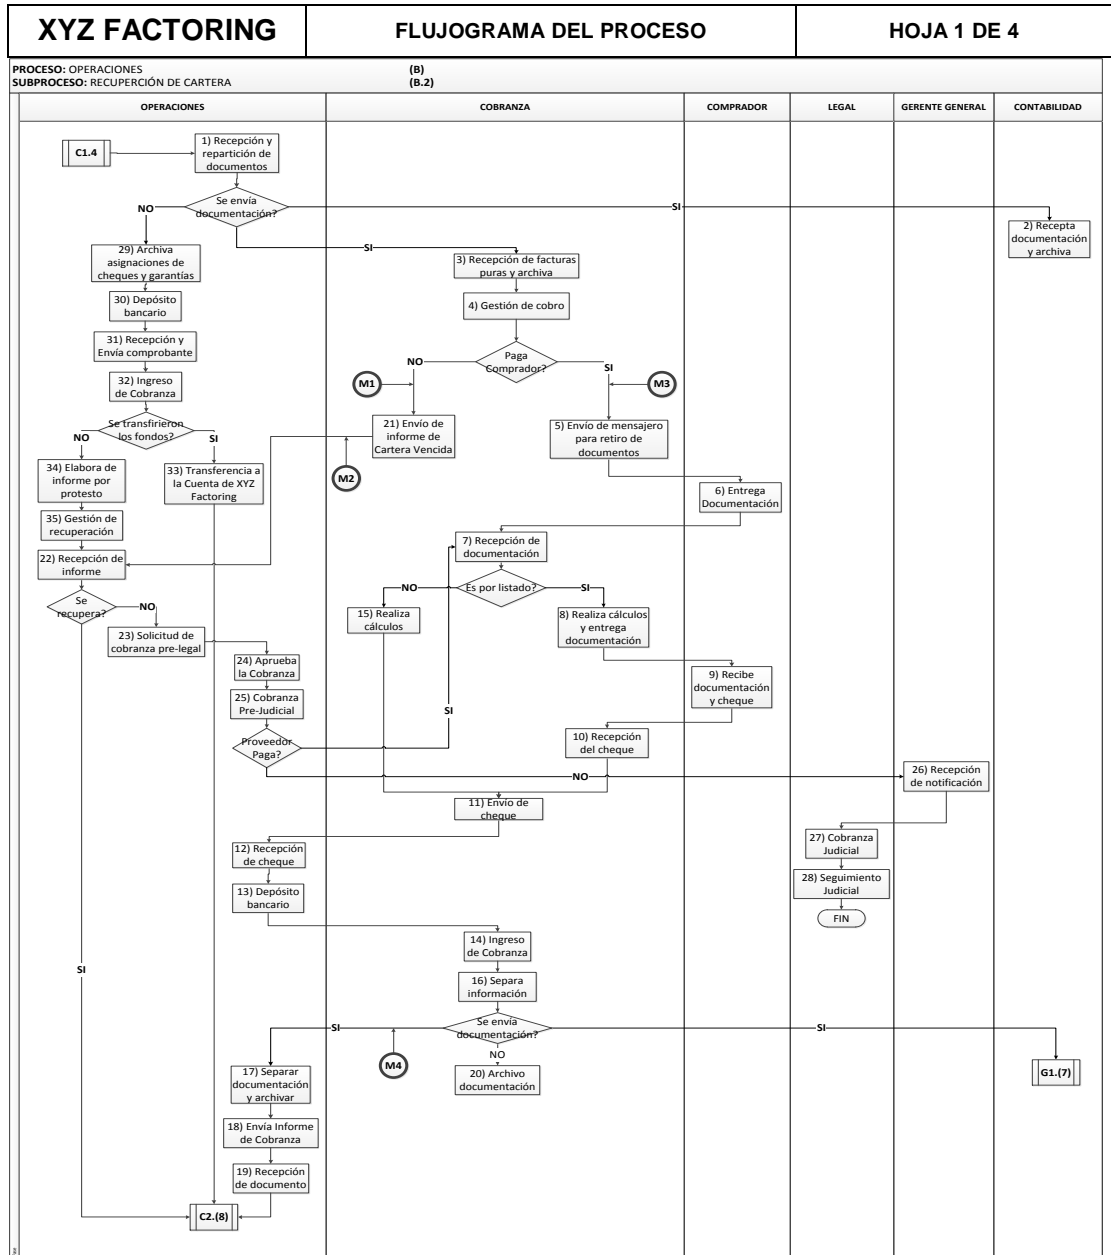 XYZ FACTORING
FLUJOGRAMA DEL PROCESO
HOJA 1 DE 4
PROCESO: OPERACIONES (B)
SUBPROCESO: RECUPERCIÓN DE CARTERA (B.2)
OPERACIONES
COBRANZA
COMPRADOR
LEGAL
GERENTE GENERAL
CONTABILIDAD
C1.4
1) Recepción y
repartición de
documentos
Se envía
documentación?
NO
SI
SI
2) Recepta
documentación
y archiva
29) Archiva
asignaciones de
cheques y garantías
3) Recepción de facturas
puras y archiva
30) Depósito
bancario
4) Gestión de cobro
31) Recepción y
Envía comprobante
Paga
Comprador?
NO
SI
32) Ingreso
de Cobranza
M1
M3
Se transfirieron
los fondos?
NO
SI
21) Envío de
informe de
Cartera Vencida
5) Envío de mensajero
para retiro de
documentos
M2
34) Elabora de
informe por
protesto
33) Transferencia a
la Cuenta de XYZ
Factoring
6) Entrega
Documentación
35) Gestión de
recuperación
7) Recepción de
documentación
22) Recepción de
informe
Es por listado?
NO
SI
Se
recupera?
NO
15) Realiza
cálculos
8) Realiza cálculos
y entrega
documentación
23) Solicitud de
cobranza pre-legal
24) Aprueba
la Cobranza
9) Recibe
documentación
y cheque
25) Cobranza
Pre-Judicial
SI
10) Recepción
del cheque
Proveedor
Paga?
NO
26) Recepción
de notificación
11) Envío de
cheque
27) Cobranza
Judicial
12) Recepción
de cheque
28) Seguimiento
Judicial
13) Depósito
bancario
FIN
14) Ingreso
de Cobranza
SI
16) Separa
información
Se envía
documentación?
SI
SI
NO
M4
17) Separar
documentación
y archivar
20) Archivo
documentación
G1.(7)
18) Envía Informe
de Cobranza
19) Recepción
de documento
C2.(8)